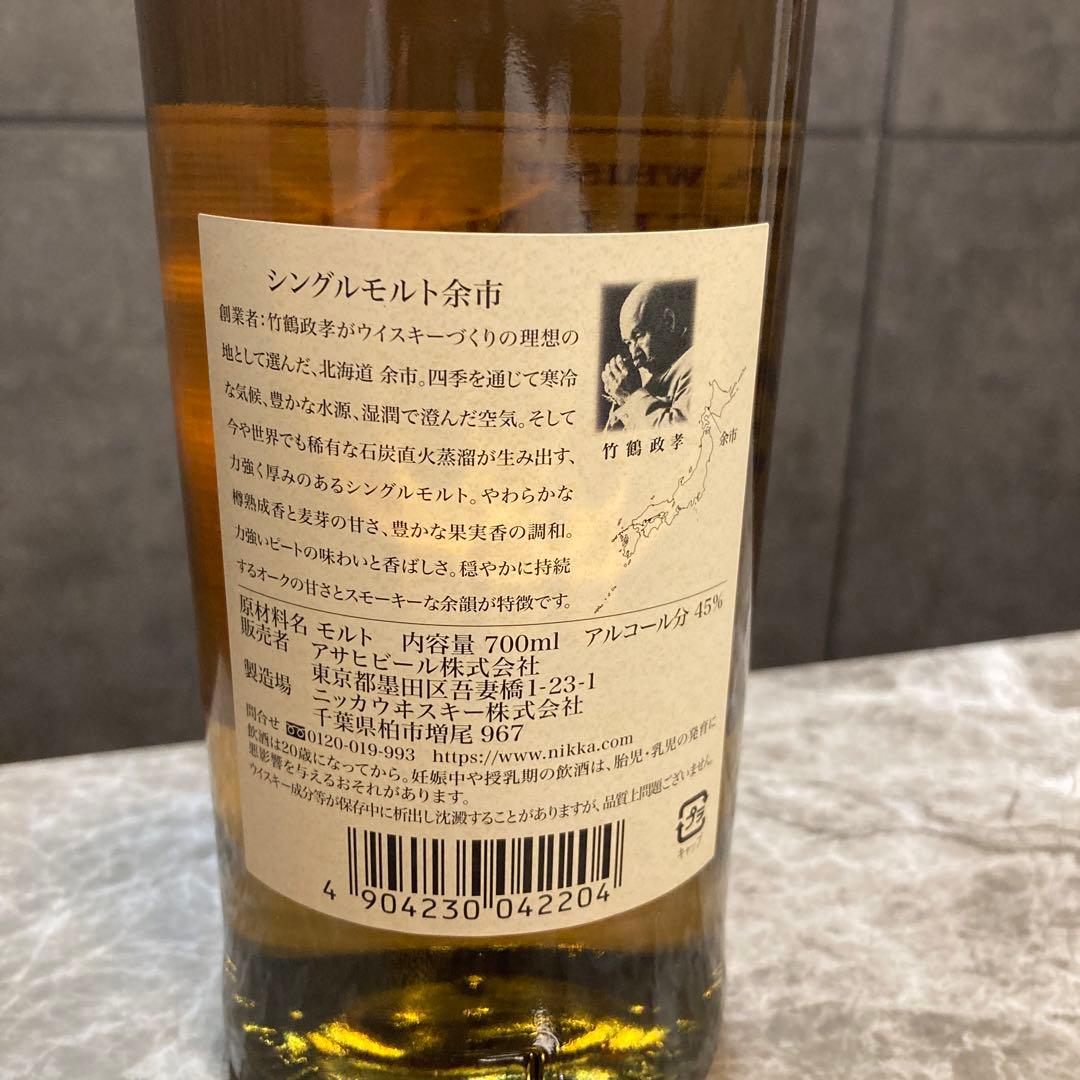 WHISKY
シングルモルト余市
創業者:竹鶴政孝がウイスキーづくりの理想の
地として選んだ、北海道 余市。四季を通じて寒冷
な気候、豊かな水源、湿潤で澄んだ空気。そして
今や世界でも稀有な石炭直火蒸溜が生み出す、
力強く厚みのあるシングルモルト。やわらかな
樽熟成香と麦芽の甘さ、豊かな果実香の調和。
力強いピートの味わいと香ばしさ。穏やかに持続
するオークの甘さとスモーキーな余韻が特徴です。
竹鶴政孝
余市
原材料名 モルト 内容量 700ml アルコール分 45%
販売者 アサヒビール株式会社
東京都墨田区吾妻橋1-23-1
製造場 ニッカウヰスキー株式会社
千葉県柏市増尾 967
問合せ 0120-019-993 https://www.nikka.com
飲酒は20歳になってから。妊娠中や授乳期の飲酒は、胎児・乳児の発育に
悪影響を与えるおそれがあります。
ウイスキー成分等が保存中に析出し沈澱することがありますが、品質上問題ございません。
プラ
キャップ
4 904230 042204